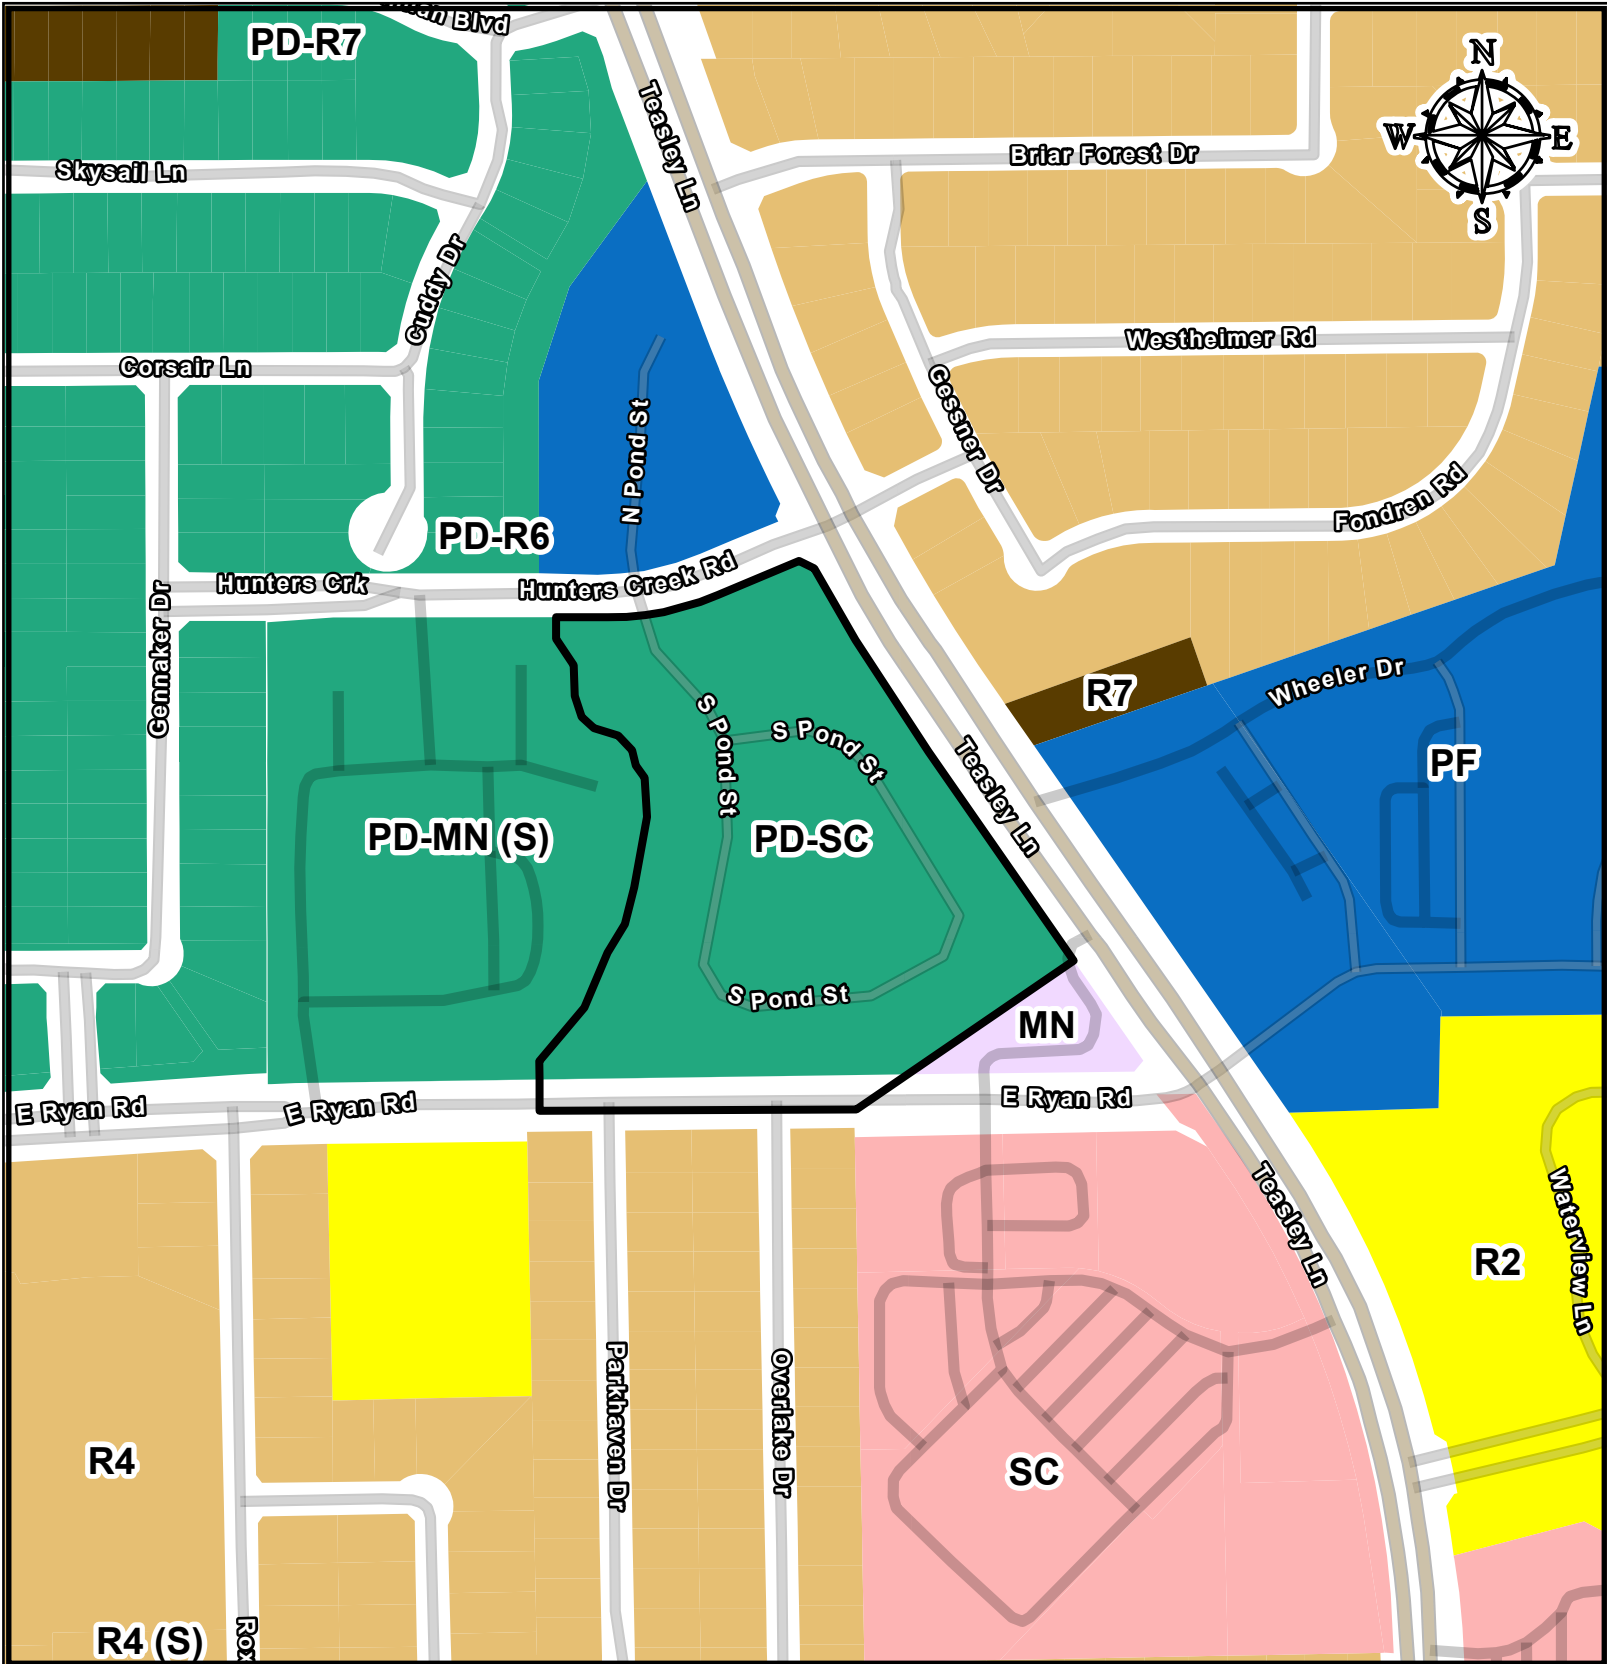 Blvd
PD-R7
N
W
E
S
Teasley Ln
Briar Forest Dr
Skysail Ln
Cuddy Dr
Westheimer Rd
Corsair Ln
Gessner Dr
N Pond St
Fondren Rd
PD-R6
Hunters Crk
Hunters Creek Rd
Gennaker Dr
R7
Wheeler Dr
S Pond St
S Pond St
Teasley Ln
PF
PD-MN (S)
PD-SC
S Pond St
MN
E Ryan Rd
E Ryan Rd
E Ryan Rd
Teasley Ln
Waterview Ln
R2
Parkhaven Dr
Overlake Dr
R4
SC
R4 (S)